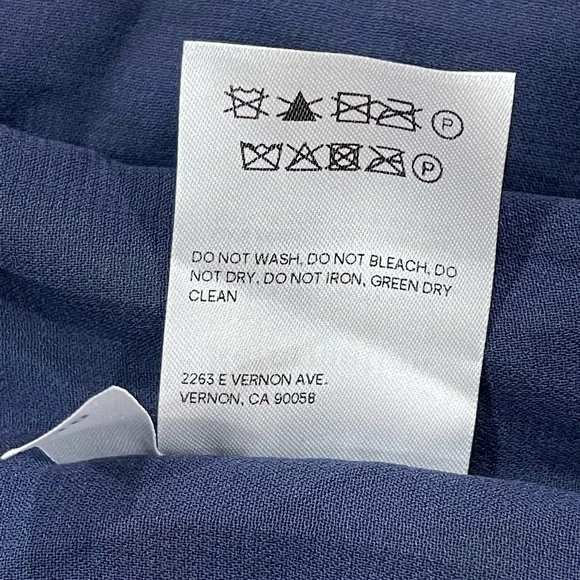 P
P
DO NOT WASH, DO NOT BLEACH, DO
NOT DRY, DO NOT IRON, GREEN DRY
CLEAN
2263 E VERNON AVE.
VERNON, CA 90058